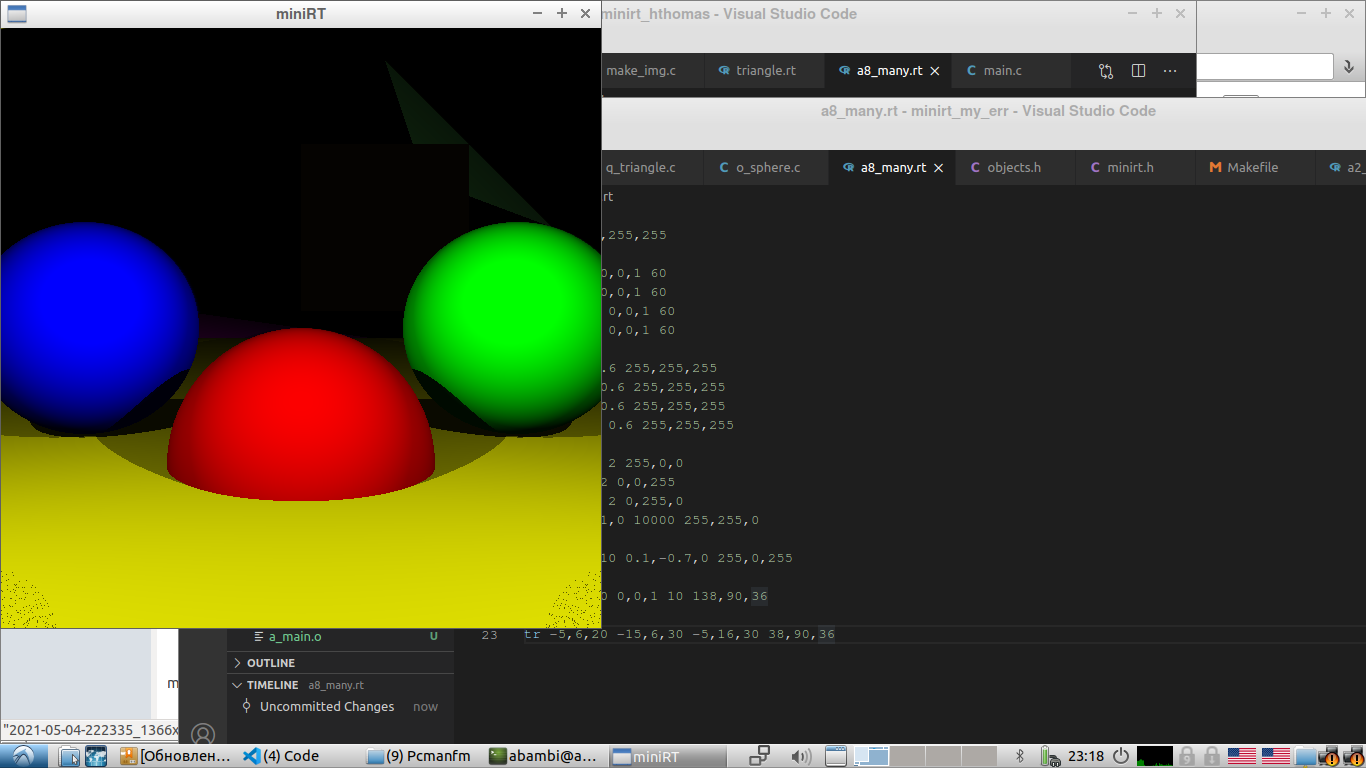 miniRT
minirt_hthomas - Visual Studio Code
make_img.c triangle.rt a8_many.rt main.c
a8_many.rt - minirt_my_err - Visual Studio Code
q_triangle.c o_sphere.c a8_many.rt objects.h minirt.h Makefile a2_
rt
,255,255
0,0,1 60
0,0,1 60
0,0,1 60
0,0,1 60
.6 255,255,255
0.6 255,255,255
0.6 255,255,255
0.6 255,255,255
2 255,0,0
2 0,0,255
2 0,255,0
1,0 10000 255,255,0
10 0.1,-0.7,0 255,0,255
0 0,0,1 10 138,90,36
23 tr -5,6,20 -15,6,30 -5,16,30 38,90,36
a_main.o U
OUTLINE
TIMELINE a8_many.rt
Uncommitted Changes now
m
"2021-05-04-222335_1366x
[Обновлен... (4) Code (9) Pcmanfm abambi@a... miniRT 23:18